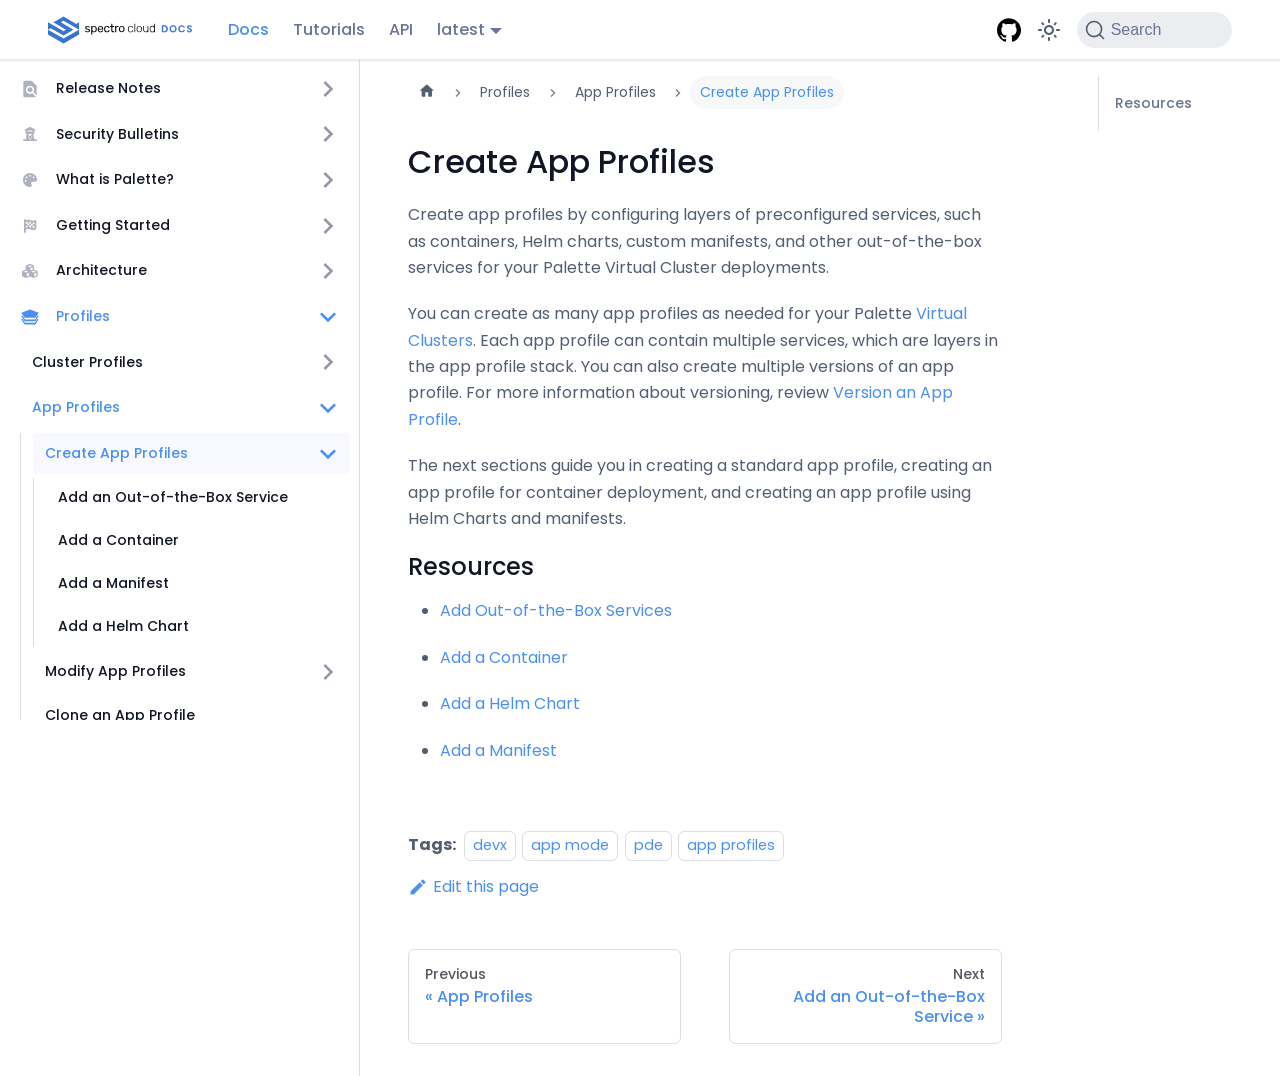 spectro cloud DOCS
Docs
Tutorials
API
latest
Search
Release Notes
Security Bulletins
What is Palette?
Getting Started
Architecture
Profiles
Cluster Profiles
App Profiles
Create App Profiles
Add an Out-of-the-Box Service
Add a Container
Add a Manifest
Add a Helm Chart
Modify App Profiles
Clone an App Profile
Profiles
App Profiles
Create App Profiles
Create App Profiles
Create app profiles by configuring layers of preconfigured services, such
as containers, Helm charts, custom manifests, and other out-of-the-box
services for your Palette Virtual Cluster deployments.
You can create as many app profiles as needed for your Palette Virtual
Clusters. Each app profile can contain multiple services, which are layers in
the app profile stack. You can also create multiple versions of an app
profile. For more information about versioning, review Version an App
Profile.
The next sections guide you in creating a standard app profile, creating an
app profile for container deployment, and creating an app profile using
Helm Charts and manifests.
Resources
Add Out-of-the-Box Services
Add a Container
Add a Helm Chart
Add a Manifest
Tags: devx app mode pde app profiles
Edit this page
Previous
« App Profiles
Next
Add an Out-of-the-Box
Service »
Resources